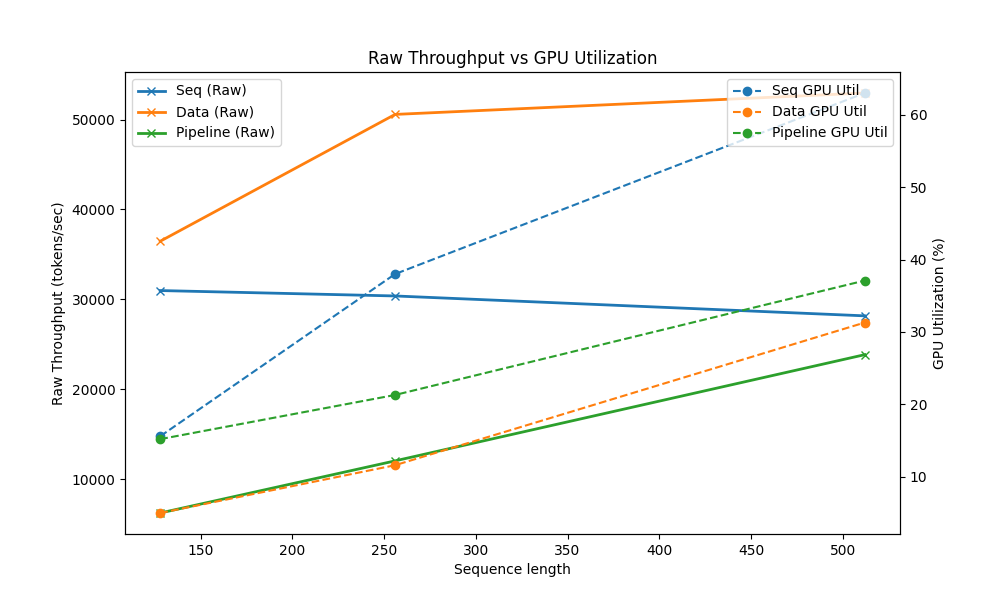 Raw Throughput vs GPU Utilization
Seq (Raw)
Data (Raw)
Pipeline (Raw)
Seq GPU Util
Data GPU Util
Pipeline GPU Util
Raw Throughput (tokens/sec)
50000
40000
30000
20000
10000
60
50
40
30
20
10
GPU Utilization (%)
150 200 250 300 350 400 450 500
Sequence length